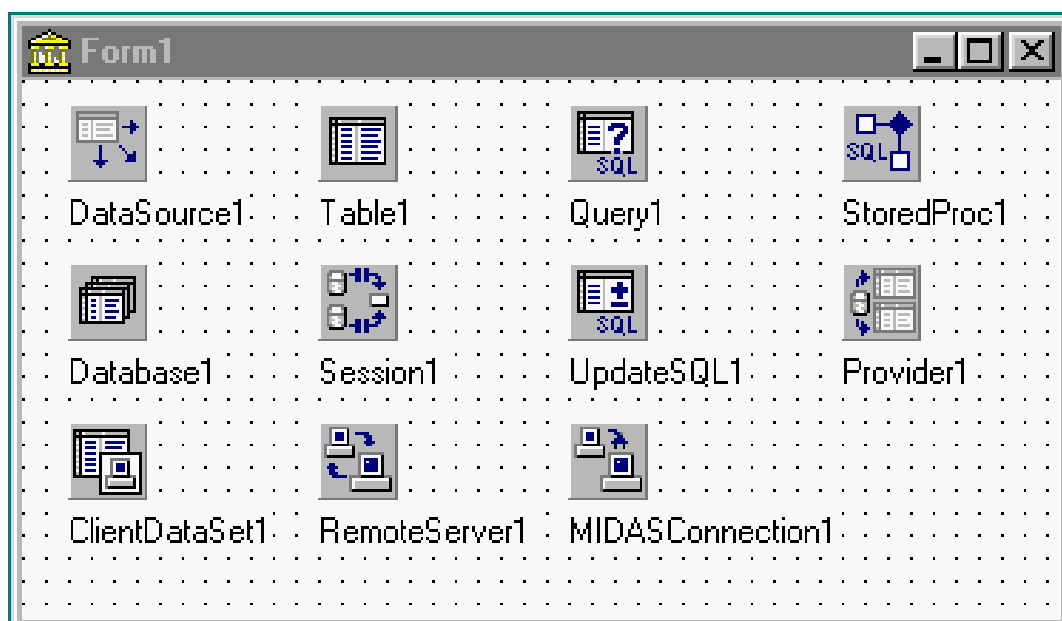 Form1
SQL
SQL
DataSource1 Table1 Query1 StoredProc1
SQL
Database1 Session1 UpdateSQL1 Provider1
ClientDataSet1 RemoteServer1 MIDASConnection1